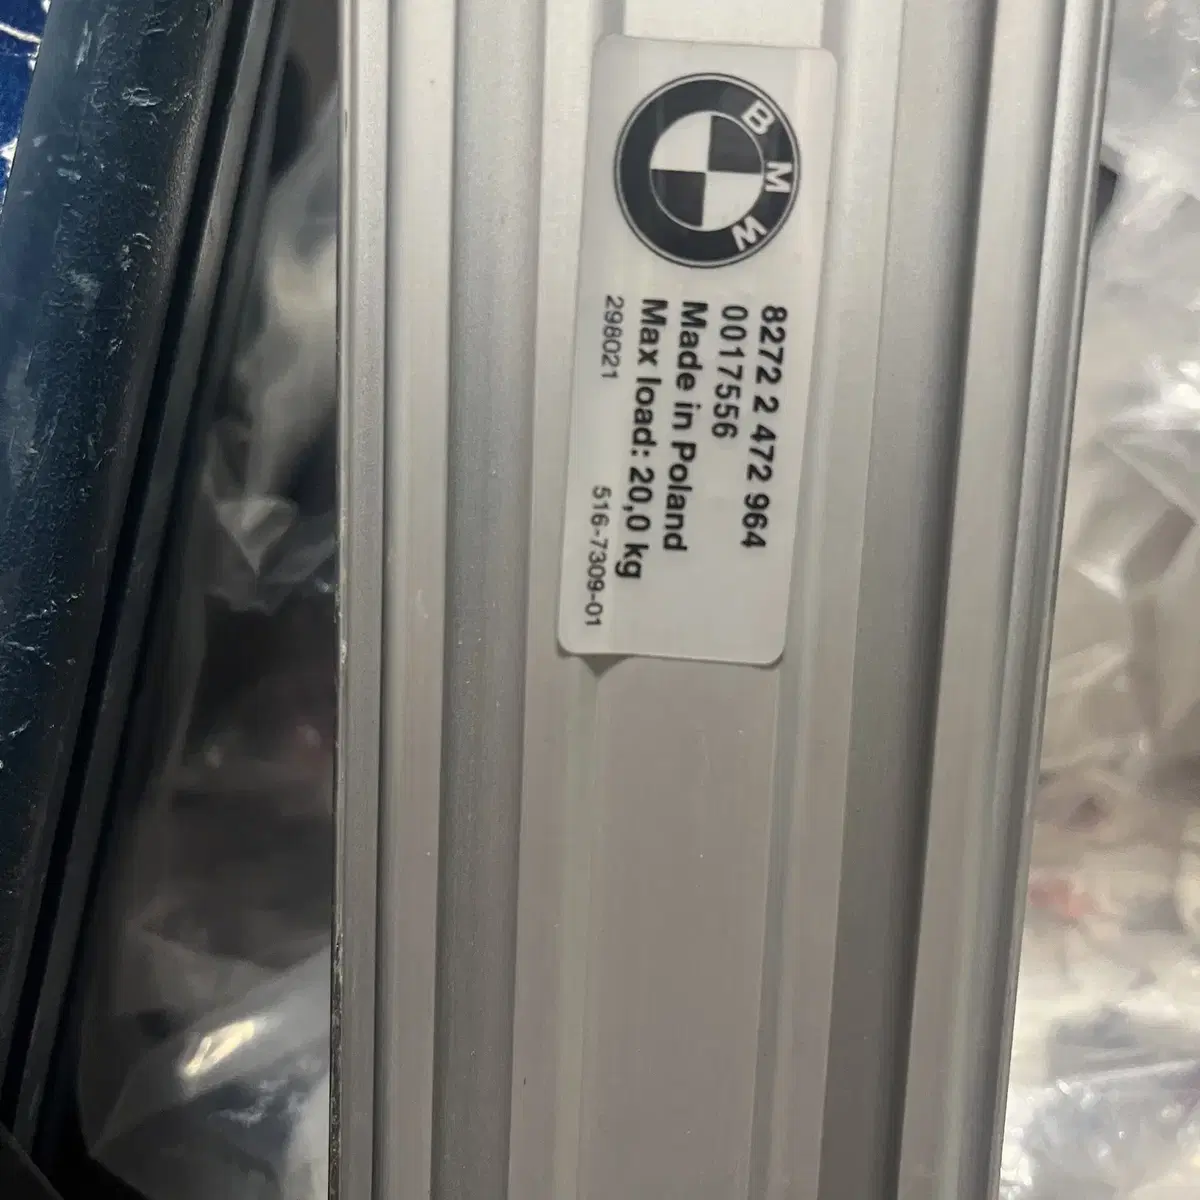 BMW
8272 2 472 964
0017556
Made in Poland
Max load: 20,0 kg
298021 516-7309-01